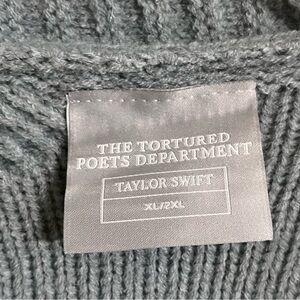 THE TORTURED
POETS DEPARTMENT
TAYLOR SWIFT
XL/2XL